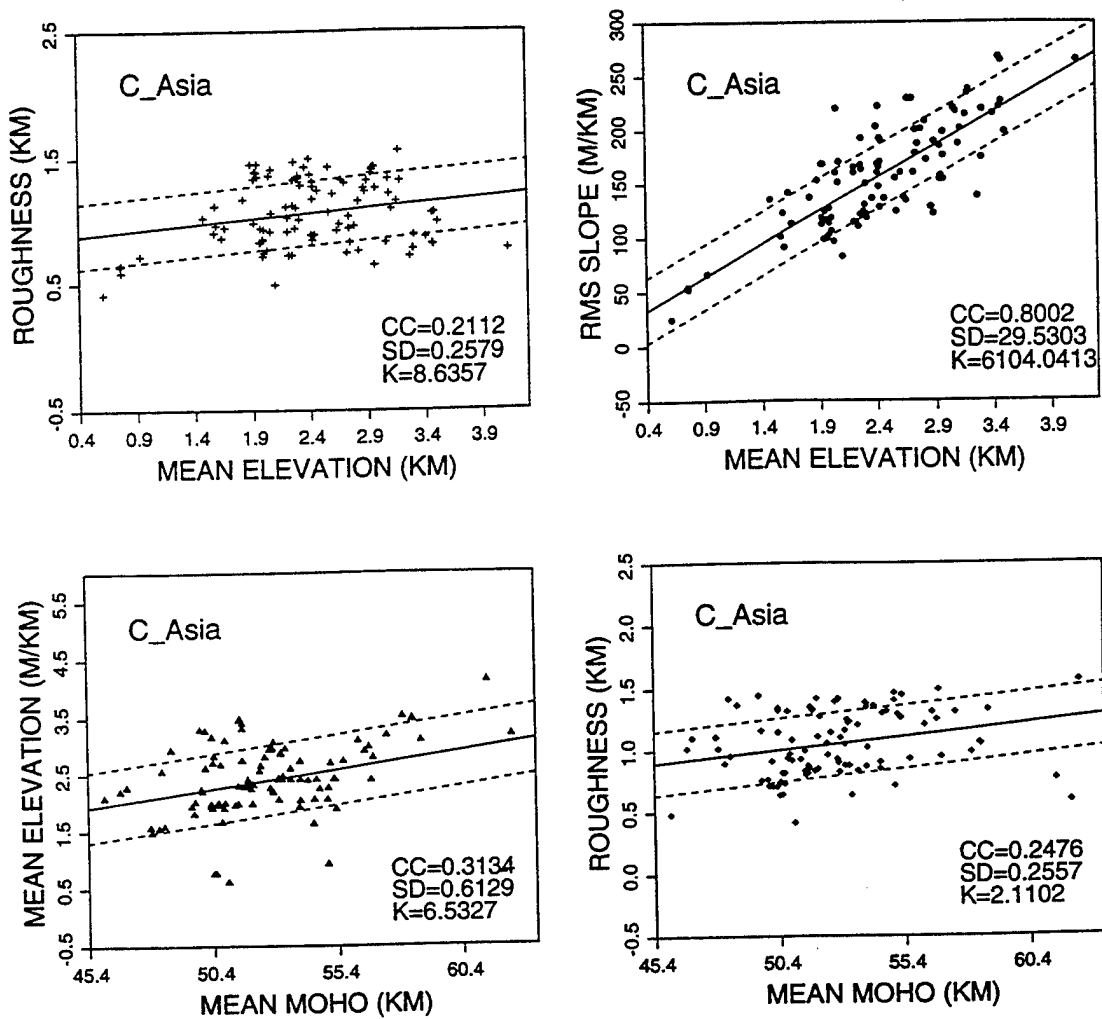 ROUGHNESS (KM)
2.5
1.5
0.5
-0.5
C_Asia
CC=0.2112
SD=0.2579
K=8.6357
0.4 0.9 1.4 1.9 2.4 2.9 3.4 3.9
MEAN ELEVATION (KM)
RMS SLOPE (M/KM)
300
250
200
150
100
50
0
-50
C_Asia
CC=0.8002
SD=29.5303
K=6104.0413
0.4 0.9 1.4 1.9 2.4 2.9 3.4 3.9
MEAN ELEVATION (KM)
MEAN ELEVATION (M/KM)
5.5
4.5
3.5
2.5
1.5
0.5
-0.5
C_Asia
CC=0.3134
SD=0.6129
K=6.5327
45.4 50.4 55.4 60.4
MEAN MOHO (KM)
ROUGHNESS (KM)
2.5
2.0
1.5
1.0
0.5
0.0
-0.5
C_Asia
CC=0.2476
SD=0.2557
K=2.1102
45.4 50.4 55.4 60.4
MEAN MOHO (KM)